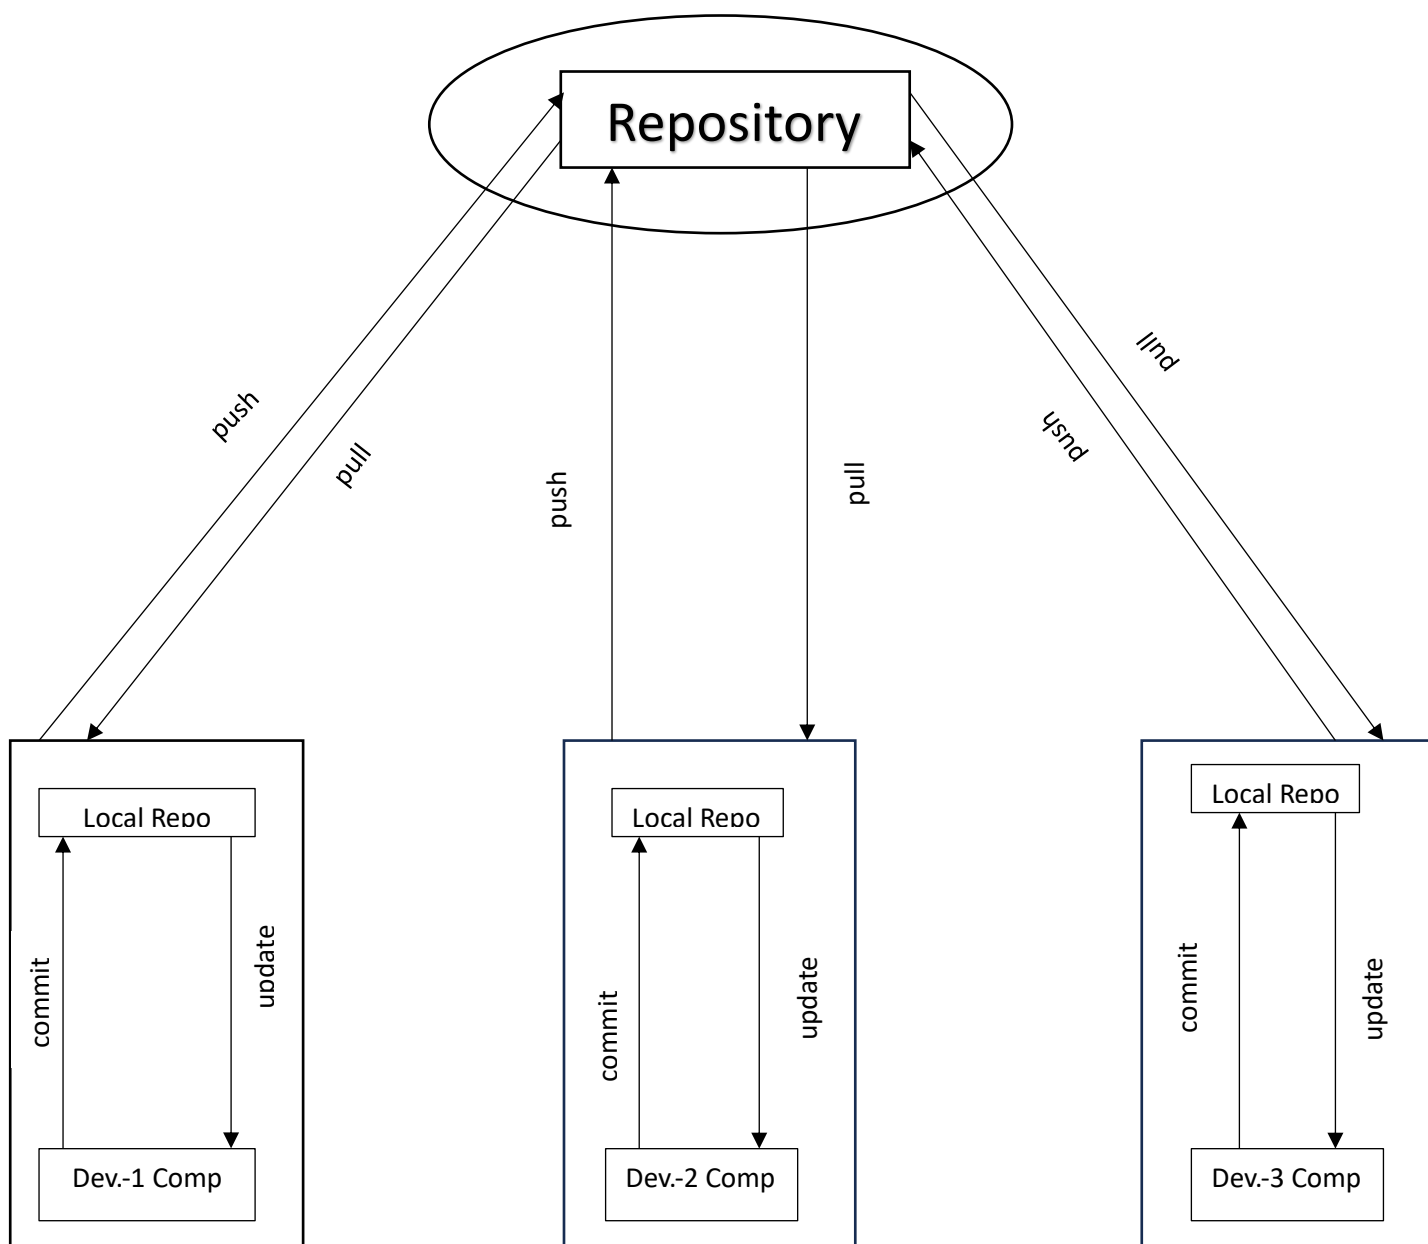 Repository
push
pull
push
pull
push
pull
Local Repo
commit
update
Dev.-1 Comp
Local Repo
commit
update
Dev.-2 Comp
Local Repo
commit
update
Dev.-3 Comp